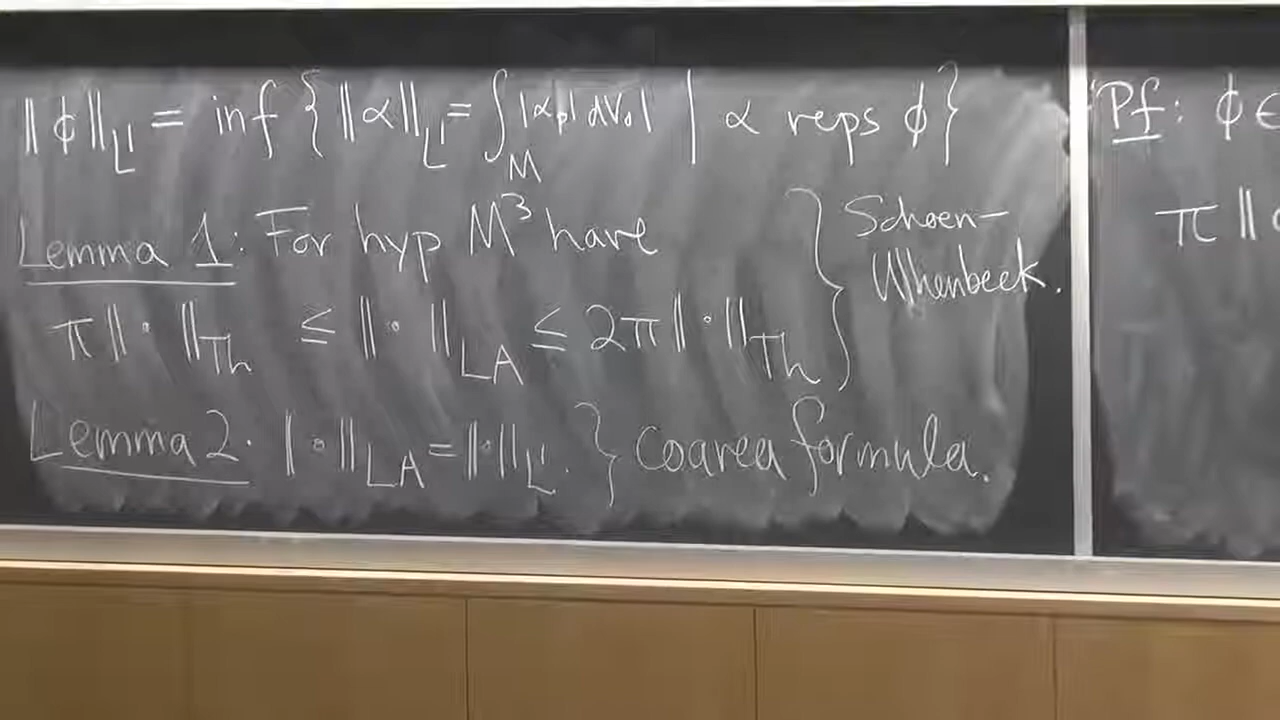 ‖φ‖_{L¹} = inf { ‖α‖_{L¹} = ∫_M |α_p| dVol | α reps φ }
Lemma 1: For hyp M³ have
π‖·‖_{Th} ≤ ‖·‖_{LA} ≤ 2π‖·‖_{Th} } Schoen-
Uhlenbeck.
Lemma 2. ‖·‖_{LA} = ‖·‖_{L¹}. } Coarea formula.
Pf: φ ∈
π ‖